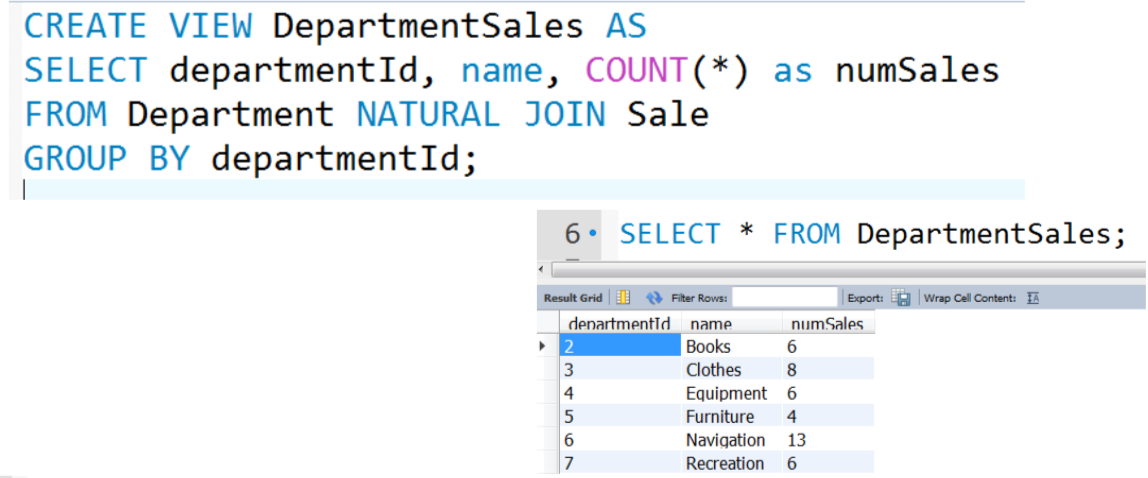 CREATE VIEW DepartmentSales AS
SELECT departmentId, name, COUNT(*) as numSales
FROM Department NATURAL JOIN Sale
GROUP BY departmentId;
6 SELECT * FROM DepartmentSales;
Result Grid Filter Rows: Export: Wrap Cell Content: IA
departmentId name numSales
2 Books 6
3 Clothes 8
4 Equipment 6
5 Furniture 4
6 Navigation 13
7 Recreation 6